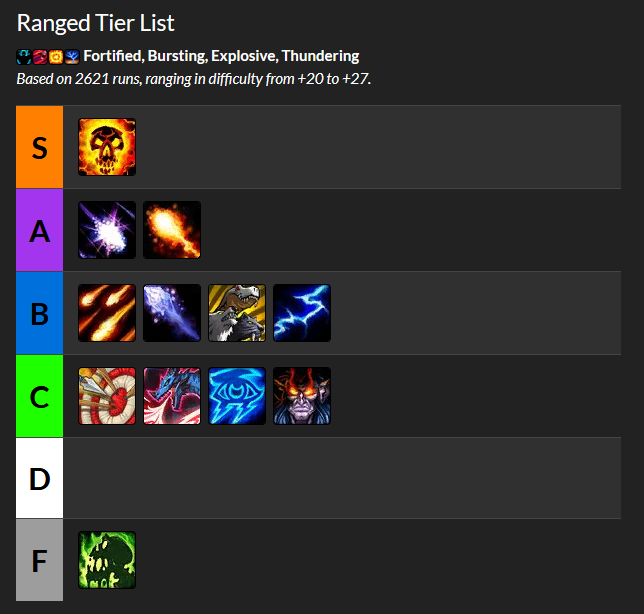 Ranged Tier List
Fortified, Bursting, Explosive, Thundering
Based on 2621 runs, ranging in difficulty from +20 to +27.
S
A
B
C
D
F